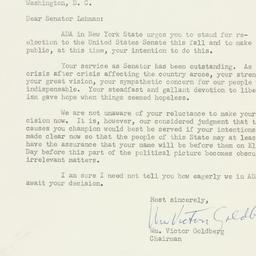 Washington, D. C.
Dear Senator Lehman:
ADA in New York State urges you to stand for re-
election to the United States Senate this fall and to make
public, at this time, your intention to do this.
Your service as Senator has been outstanding. As
crisis after crisis affecting the country arose, your stren
your great vision, your sympathetic concern for our people
indispensable. Your steadfast and gallant devotion to libe
ism gave hope when things seemed hopeless.
We are not unaware of your reluctance to make your
cision now. It is, however, our considered judgment that t
causes you champion would be best served if your intentions
made clear now so that the people of this State may at leas
have the assurance that your name will be before them on El
Day before this part of the political picture becomes obscu
irrelevant matters.
I am sure I need not tell you how eagerly we in ADA
await your decision.
Most sincerely,
Wm Victor Goldb
Wm. Victor Goldberg
Chairman